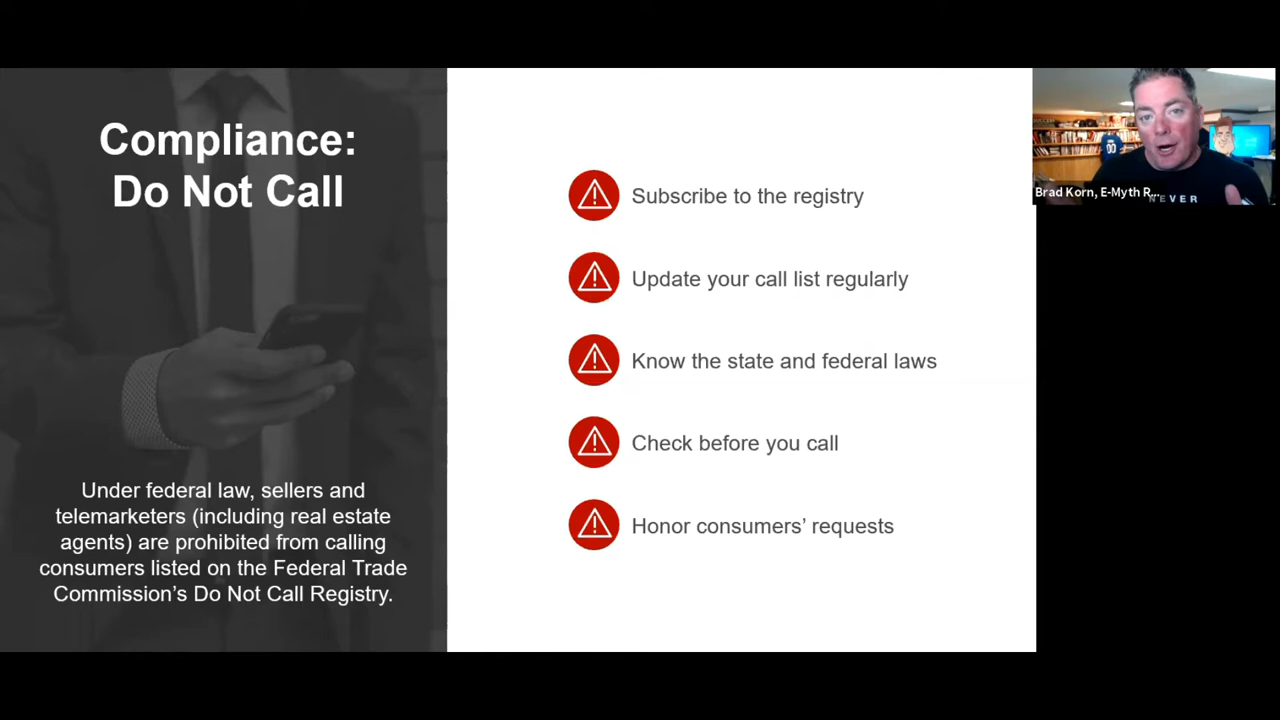 Compliance:
Do Not Call
Under federal law, sellers and
telemarketers (including real estate
agents) are prohibited from calling
consumers listed on the Federal Trade
Commission's Do Not Call Registry.
Subscribe to the registry
Update your call list regularly
Know the state and federal laws
Check before you call
Honor consumers' requests
Brad Korn, E-Myth R...
NEVER